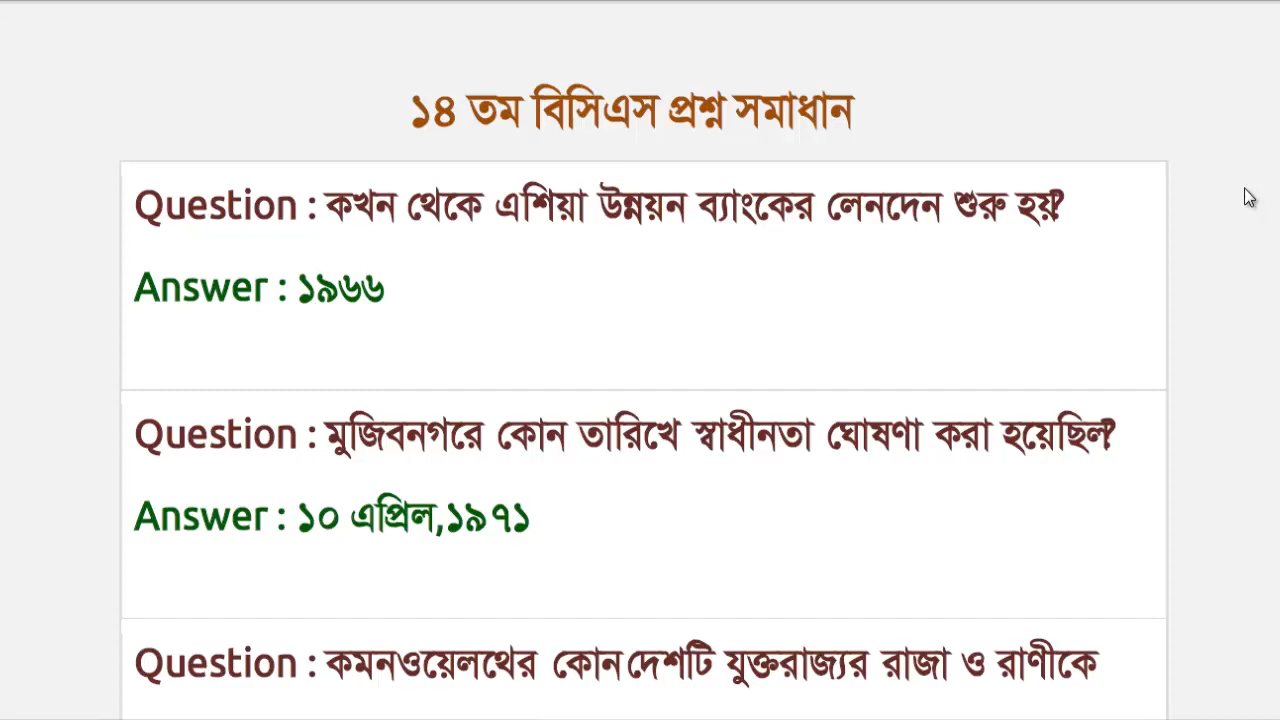 ১৪ তম বিসিএস প্রশ্ন সমাধান
Question : কখন থেকে এশিয়া উন্নয়ন ব্যাংকের লেনদেন শুরু হয়?
Answer : ১৯৬৬
Question : মুজিবনগরে কোন তারিখে স্বাধীনতা ঘোষণা করা হয়েছিল?
Answer : ১০ এপ্রিল,১৯৭১
Question : কমনওয়েলথের কোন দেশটি যুক্তরাজ্যর রাজা ও রাণীকে